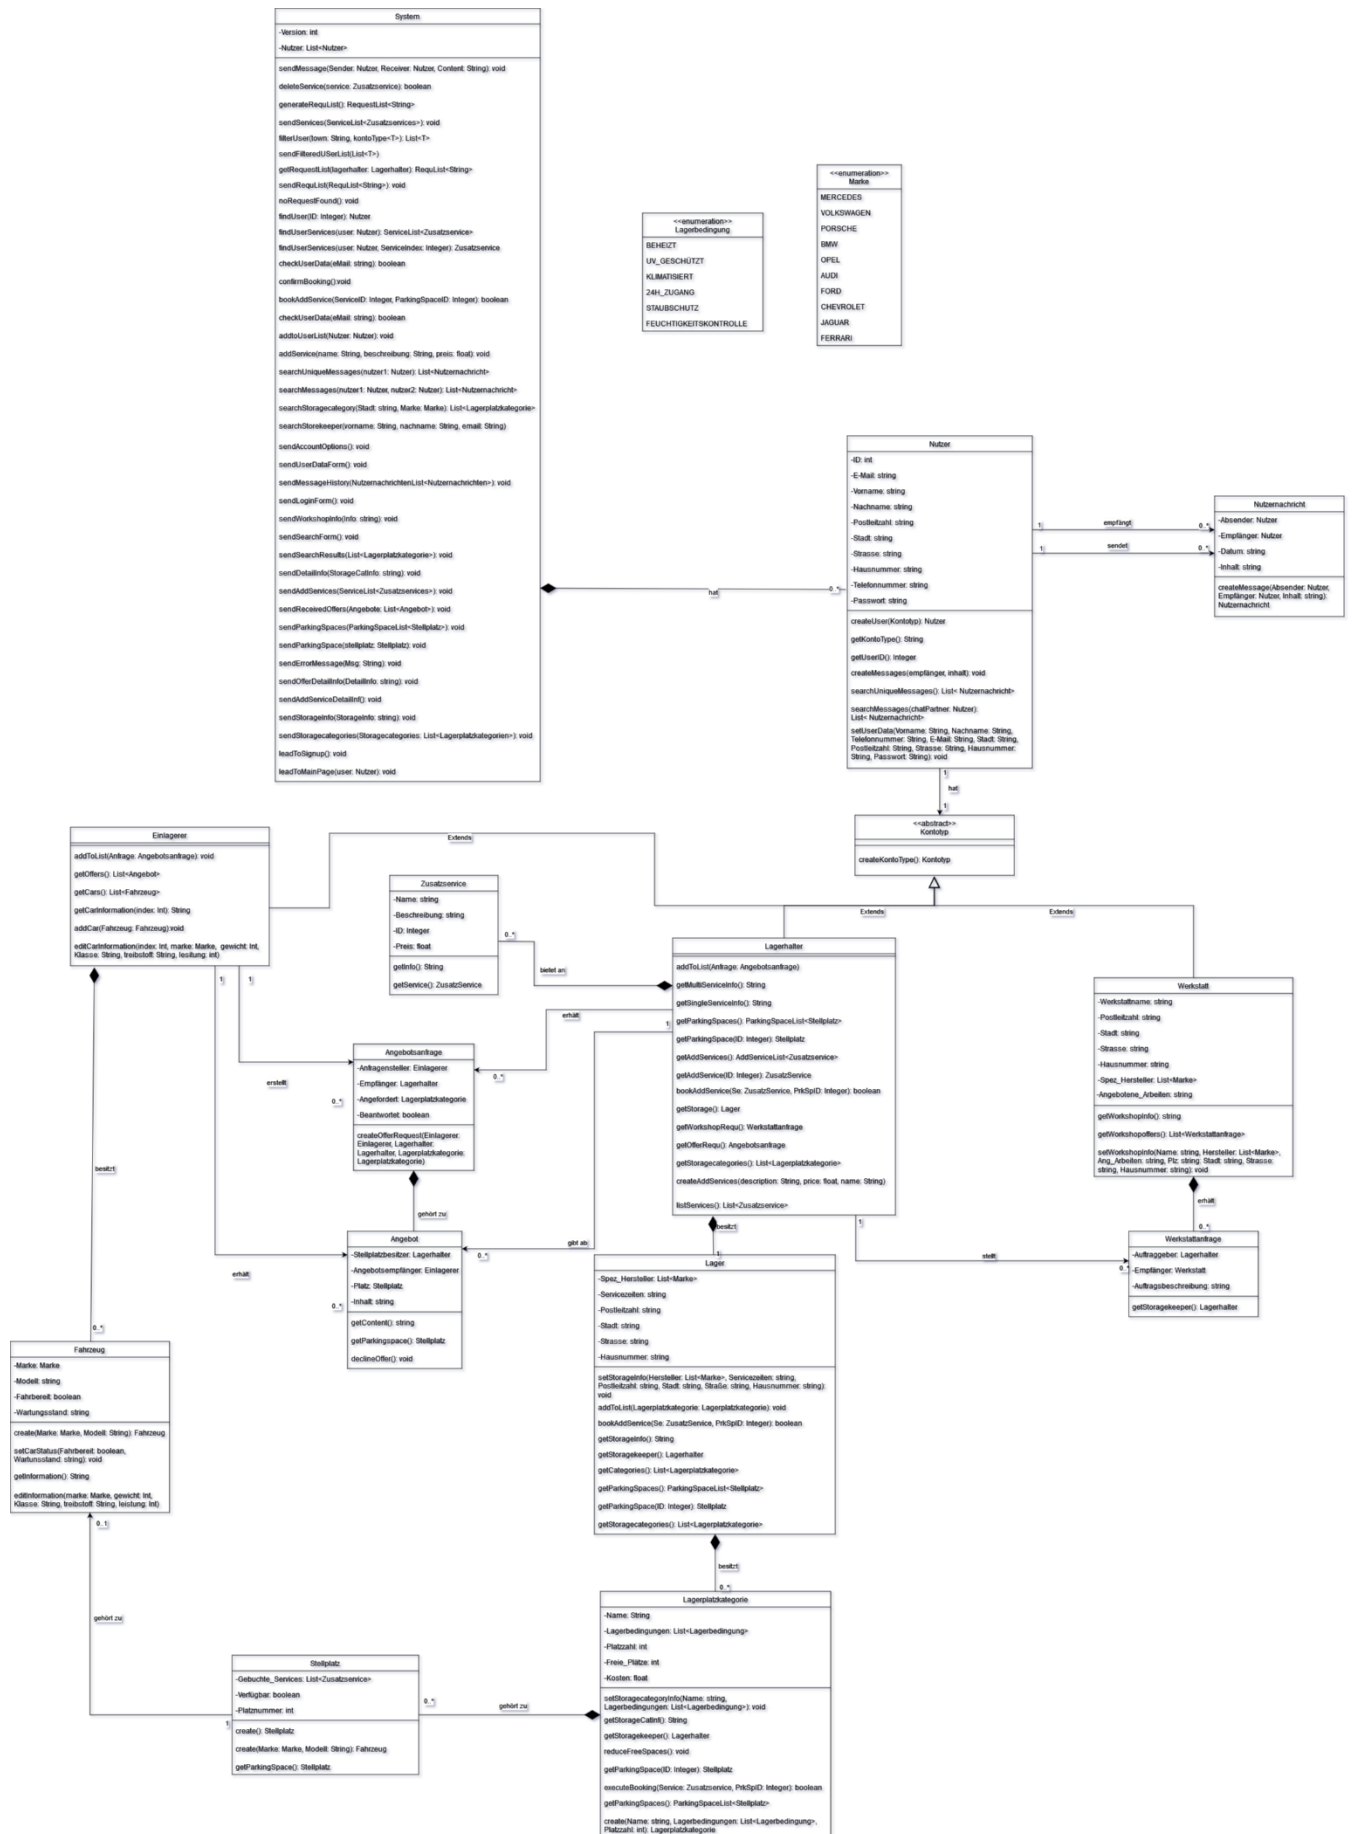 System
-Version: int
-Nutzer: List<Nutzer>
sendMessage(Sender: Nutzer, Receiver: Nutzer, Content: String): void
deleteService(service: Zusatzservice): boolean
generateRequList(): RequestList<String>
sendServices(ServiceList<Zusatzservices>): void
filterUser(town: String, kontoType<T>): List<T>
sendFilteredUSerList(List<T>)
getRequestList(lagerhalter: Lagerhalter): RequList<String>
sendRequList(RequList<String>): void
noRequestFound(): void
findUser(ID: Integer): Nutzer
findUserServices(user: Nutzer): ServiceList<Zusatzservice>
findUserServices(user: Nutzer, ServiceIndex: Integer): Zusatzservice
checkUserData(eMail: string): boolean
confirmBooking():void
bookAddService(ServiceID: Integer, ParkingSpaceID: Integer): boolean
checkUserData(eMail: string): boolean
addtoUserList(Nutzer: Nutzer): void
addService(name: String, beschreibung: String, preis: float): void
searchUniqueMessages(nutzer1: Nutzer): List<Nutzernachricht>
searchMessages(nutzer1: Nutzer, nutzer2: Nutzer): List<Nutzernachricht>
searchStoragecategory(Stadt: string, Marke: Marke): List<Lagerplatzkategorie>
searchStorekeeper(vorname: String, nachname: String, email: String)
sendAccountOptions(): void
sendUserDataForm(): void
sendMessageHistory(NutzernachrichtenList<Nutzernachrichten>): void
sendLoginForm(): void
sendWorkshopInfo(Info: string): void
sendSearchForm(): void
sendSearchResults(List<Lagerplatzkategorie>): void
sendDetailInfo(StorageCatInfo: string): void
sendAddServices(ServiceList<Zusatzservices>): void
sendReceivedOffers(Angebote: List<Angebot>): void
sendParkingSpaces(ParkingSpaceList<Stellplatz>): void
sendParkingSpace(stellplatz: Stellplatz): void
sendErrorMessage(Msg: String): void
sendOfferDetailInfo(DetailInfo: string): void
sendAddServiceDetailInf(): void
sendStorageInfo(StorageInfo: string): void
sendStoragecategories(Storagecategories: List<Lagerplatzkategorien>): void
leadToSignup(): void
leadToMainPage(user: Nutzer): void
<<enumeration>>
Lagerbedingung
BEHEIZT
UV_GESCHÜTZT
KLIMATISIERT
24H_ZUGANG
STAUBSCHUTZ
FEUCHTIGKEITSKONTROLLE
<<enumeration>>
Marke
MERCEDES
VOLKSWAGEN
PORSCHE
BMW
OPEL
AUDI
FORD
CHEVROLET
JAGUAR
FERRARI
hat
0..*
Nutzer
-ID: int
-E-Mail: string
-Vorname: string
-Nachname: string
-Postleitzahl: string
-Stadt: string
-Strasse: string
-Hausnummer: string
-Telefonnummer: string
-Passwort: string
createUser(Kontotyp): Nutzer
getKontoType(): String
getUserID(): Integer
createMessages(empfänger, inhalt): void
searchUniqueMessages(): List< Nutzernachricht>
searchMessages(chatPartner: Nutzer):
List< Nutzernachricht>
setUserData(Vorname: String, Nachname: String,
Telefonnummer: String, E-Mail: String, Stadt: String,
Postleitzahl: String, Strasse: String, Hausnummer:
String, Passwort: String): void
1
empfängt
0..*
1
sendet
0..*
Nutzernachricht
-Absender: Nutzer
-Empfänger: Nutzer
-Datum: string
-Inhalt: string
createMessage(Absender: Nutzer,
Empfänger: Nutzer, Inhalt: string):
Nutzernachricht
1
hat
1
<<abstract>>
Kontotyp
createKontoType(): Kontotyp
Extends
Extends
Extends
Einlagerer
addToList(Anfrage: Angebotsanfrage): void
getOffers(): List<Angebot>
getCars(): List<Fahrzeug>
getCarInformation(index: Int): String
addCar(Fahrzeug: Fahrzeug):void
editCarInformation(index: Int, marke: Marke, gewicht: Int,
Klasse: String, treibstoff: String, lesitung: int)
1
1
Zusatzservice
-Name: string
-Beschreibung: string
-ID: Integer
-Preis: float
getInfo(): String
getService(): ZusatzService
0..*
bietet an
erhält
1
Lagerhalter
addToList(Anfrage: Angebotsanfrage)
getMultiServiceInfo(): String
getSingleServiceInfo(): String
getParkingSpaces(): ParkingSpaceList<Stellplatz>
getParkingSpace(ID: Integer): Stellplatz
getAddServices(): AddServiceList<Zusatzservice>
getAddService(ID: Integer): ZusatzService
bookAddService(Se: ZusatzService, PrkSpID: Integer): boolean
getStorage(): Lager
getWorkshopRequ(): Werkstattanfrage
getOfferRequ(): Angebotsanfrage
getStoragecategories(): List<Lagerplatzkategorie>
createAddServices(description: String, price: float, name: String)
listServices(): List<Zusatzservice>
Werkstatt
-Werkstattname: string
-Postleitzahl: string
-Stadt: string
-Strasse: string
-Hausnummer: string
-Spez_Hersteller: List<Marke>
-Angebotene_Arbeiten: string
getWorkshopInfo(): string
getWorkshopoffers(): List<Werkstattanfrage>
setWorkshopInfo(Name: string, Hersteller: List<Marke>,
Ang_Arbeiten: string, Plz: string; Stadt: string, Strasse:
string, Hausnummer: string): void
Angebotsanfrage
-Anfragensteller: Einlagerer
-Empfänger: Lagerhalter
-Angefordert: Lagerplatzkategorie
-Beantwortet: boolean
createOfferRequest(Einlagerer:
Einlagerer, Lagerhalter:
Lagerhalter, Lagerplatzkategorie:
Lagerplatzkategorie)
0..*
erstellt
0..*
besitzt
gehört zu
erhält
0..*
gibt ab
0..*
erhält
0..*
Angebot
-Stellplatzbesitzer: Lagerhalter
-Angebotsempfänger: Einlagerer
-Platz: Stellplatz
-Inhalt: string
getContent(): string
getParkingspace(): Stellplatz
declineOffer(): void
besitzt
1
1
stellt
0..*
Werkstattanfrage
-Auftraggeber: Lagerhalter
-Empfänger: Werkstatt
-Auftragsbeschreibung: string
getStoragekeeper(): Lagerhalter
Lager
-Spez_Hersteller: List<Marke>
-Servicezeiten: string
-Postleitzahl: string
-Stadt: string
-Strasse: string
-Hausnummer: string
setStorageInfo(Hersteller: List<Marke>, Servicezeiten: string,
Postleitzahl: string, Stadt: string, Straße: string, Hausnummer: string):
void
addToList(Lagerplatzkategorie: Lagerplatzkategorie): void
bookAddService(Se: ZusatzService, PrkSpID: Integer): boolean
getStorageInfo(): String
getStoragekeeper(): Lagerhalter
getCategories(): List<Lagerplatzkategorie>
getParkingSpaces(): ParkingSpaceList<Stellplatz>
getParkingSpace(ID: Integer): Stellplatz
getStoragecategories(): List<Lagerplatzkategorie>
0..*
Fahrzeug
-Marke: Marke
-Modell: string
-Fahrbereit: boolean
-Wartungsstand: string
create(Marke: Marke, Modell: String): Fahrzeug
setCarStatus(Fahrbereit: boolean,
Wartunsstand: string): void
getInformation(): String
editInformation(marke: Marke, gewicht: Int,
Klasse: String, treibstoff: String, leistung: Int)
0..1
gehört zu
1
besitzt
0..*
Stellplatz
-Gebuchte_Services: List<Zusatzservice>
-Verfügbar: boolean
-Platznummer: int
create(): Stellplatz
create(Marke: Marke, Modell: String): Fahrzeug
getParkingSpace(): Stellplatz
0..*
gehört zu
Lagerplatzkategorie
-Name: String
-Lagerbedingungen: List<Lagerbedingung>
-Platzzahl: int
-Freie_Plätze: int
-Kosten: float
setStoragecategoryInfo(Name: string,
Lagerbedingungen: List<Lagerbedingung>): void
getStorageCatInf(): String
getStoragekeeper(): Lagerhalter
reduceFreeSpaces(): void
getParkingSpace(ID: Integer): Stellplatz
executeBooking(Service: Zusatzservice, PrkSpID: Integer): boolean
getParkingSpaces(): ParkingSpaceList<Stellplatz>
create(Name: string, Lagerbedingungen: List<Lagerbedingung>,
Platzzahl: int): Lagerplatzkategorie